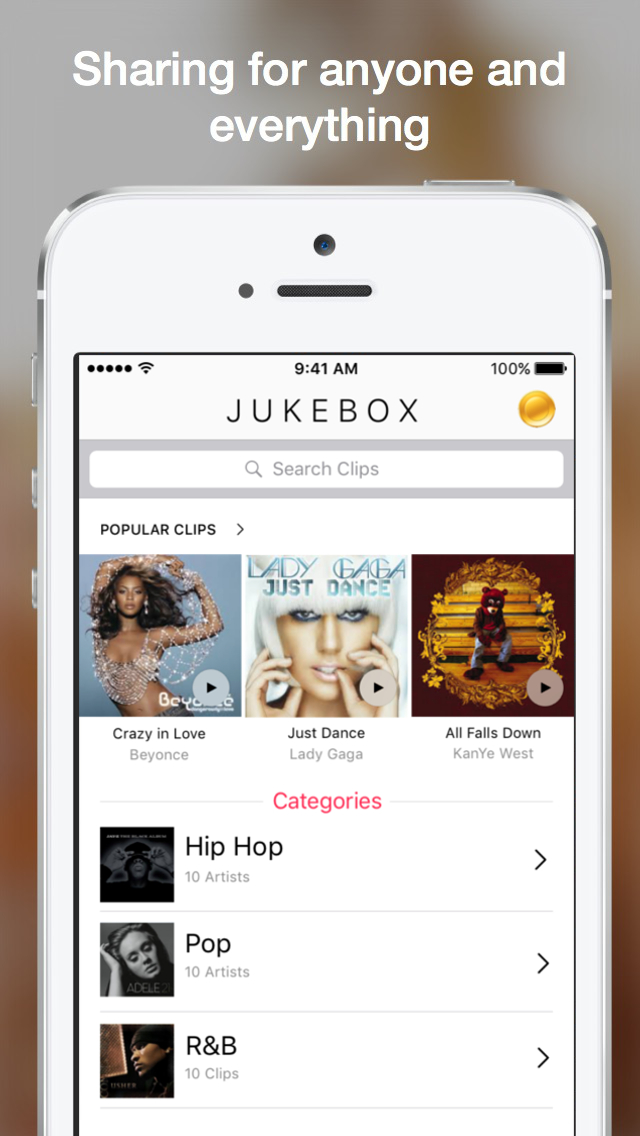 Sharing for anyone and
everything
9:41 AM
100%
JUKEBOX
Search Clips
POPULAR CLIPS
LADY GAGA
JUST DANCE
Beyoncé
Crazy in Love
Just Dance
All Falls Down
Beyonce
Lady Gaga
KanYe West
Categories
Hip Hop
10 Artists
Pop
10 Artists
ADELE 21
R&B
10 Clips
USHER